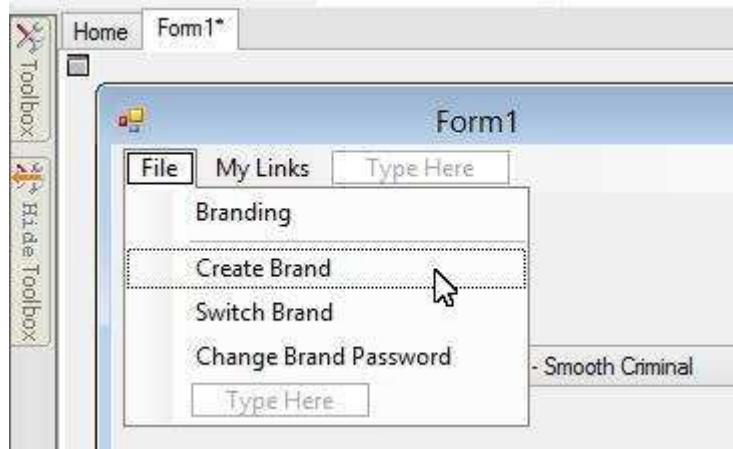 Home Form1*
Toolbox
Hide Toolbox
Form1
File My Links Type Here
Branding
Create Brand
Switch Brand
Change Brand Password
- Smooth Criminal
Type Here